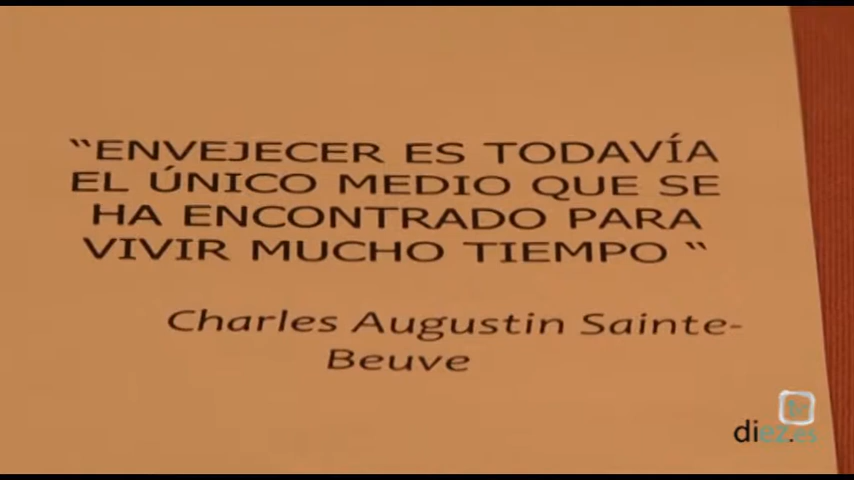 “ENVEJECER ES TODAVÍA
EL ÚNICO MEDIO QUE SE
HA ENCONTRADO PARA
VIVIR MUCHO TIEMPO “
Charles Augustin Sainte-
Beuve
diez.es